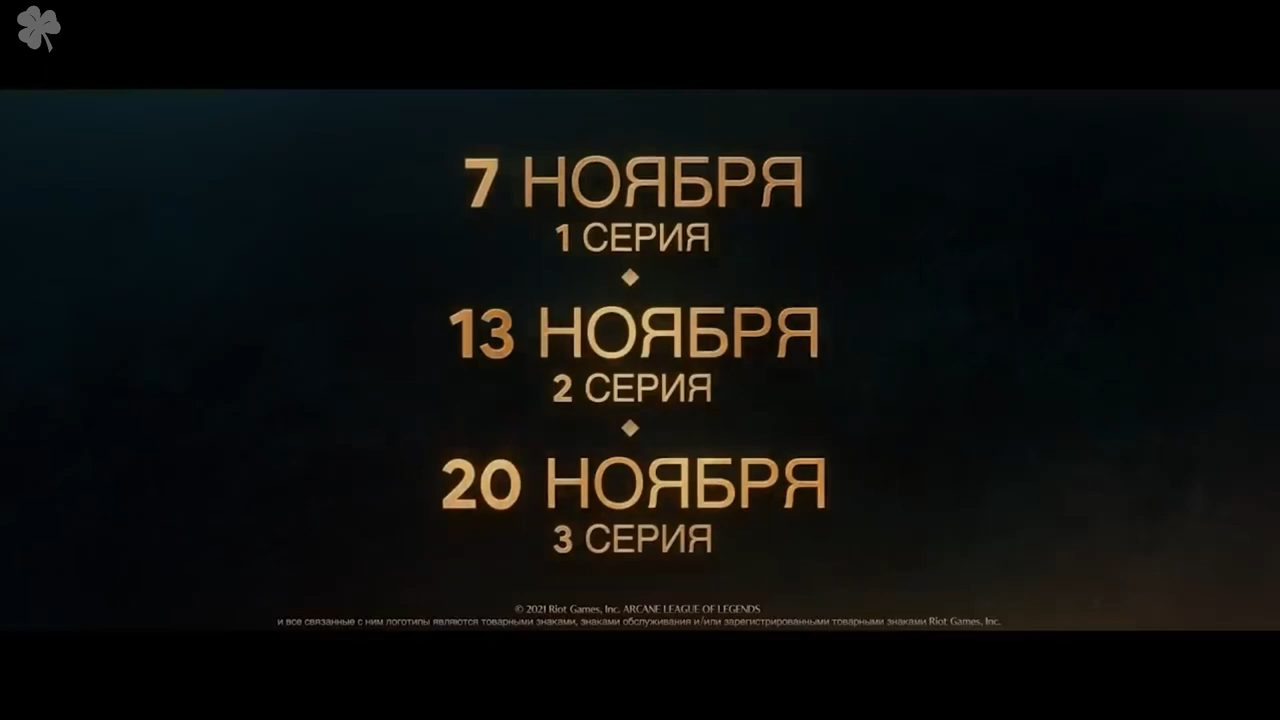 7 НОЯБРЯ
1 СЕРИЯ
13 НОЯБРЯ
2 СЕРИЯ
20 НОЯБРЯ
3 СЕРИЯ
© 2021 Riot Games, Inc. ARCANE LEAGUE OF LEGENDS
и все связанные с ним логотипы являются товарными знаками, знаками обслуживания и/или зарегистрированными товарными знаками Riot Games, Inc.